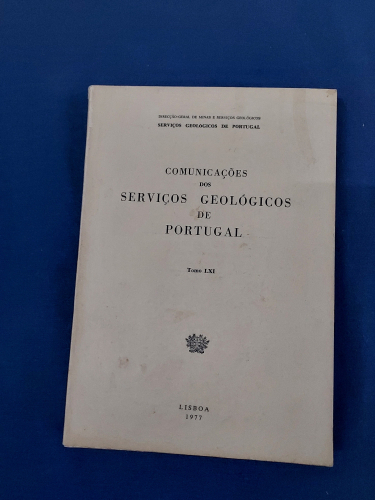 DIRECÇÃO-GERAL DE MINAS E SERVIÇOS GEOLÓGICOS
SERVIÇOS GEOLÓGICOS DE PORTUGAL
COMUNICAÇÕES
DOS
SERVIÇOS GEOLÓGICOS
DE
PORTUGAL
Tomo LXI
LISBOA
1977